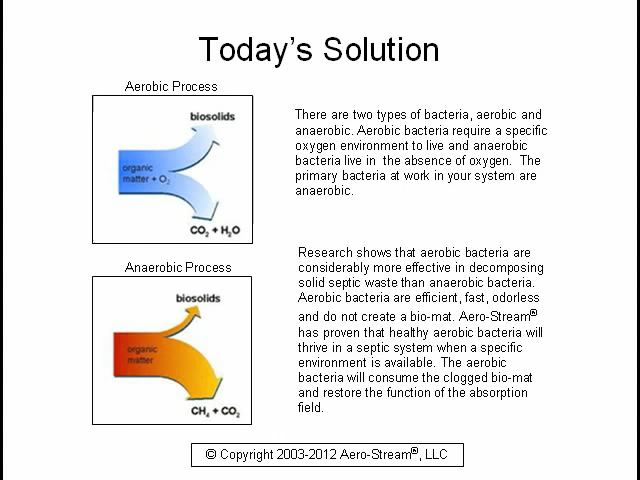 Today's Solution
Aerobic Process
biosolids
organic
matter + O₂
CO₂ + H₂O
There are two types of bacteria, aerobic and
anaerobic. Aerobic bacteria require a specific
oxygen environment to live and anaerobic
bacteria live in the absence of oxygen. The
primary bacteria at work in your system are
anaerobic.
Anaerobic Process
biosolids
organic
matter
CH₄ + CO₂
Research shows that aerobic bacteria are
considerably more effective in decomposing
solid septic waste than anaerobic bacteria.
Aerobic bacteria are efficient, fast, odorless
and do not create a bio-mat. Aero-Stream®
has proven that healthy aerobic bacteria will
thrive in a septic system when a specific
environment is available. The aerobic
bacteria will consume the clogged bio-mat
and restore the function of the absorption
field.
© Copyright 2003-2012 Aero-Stream®, LLC